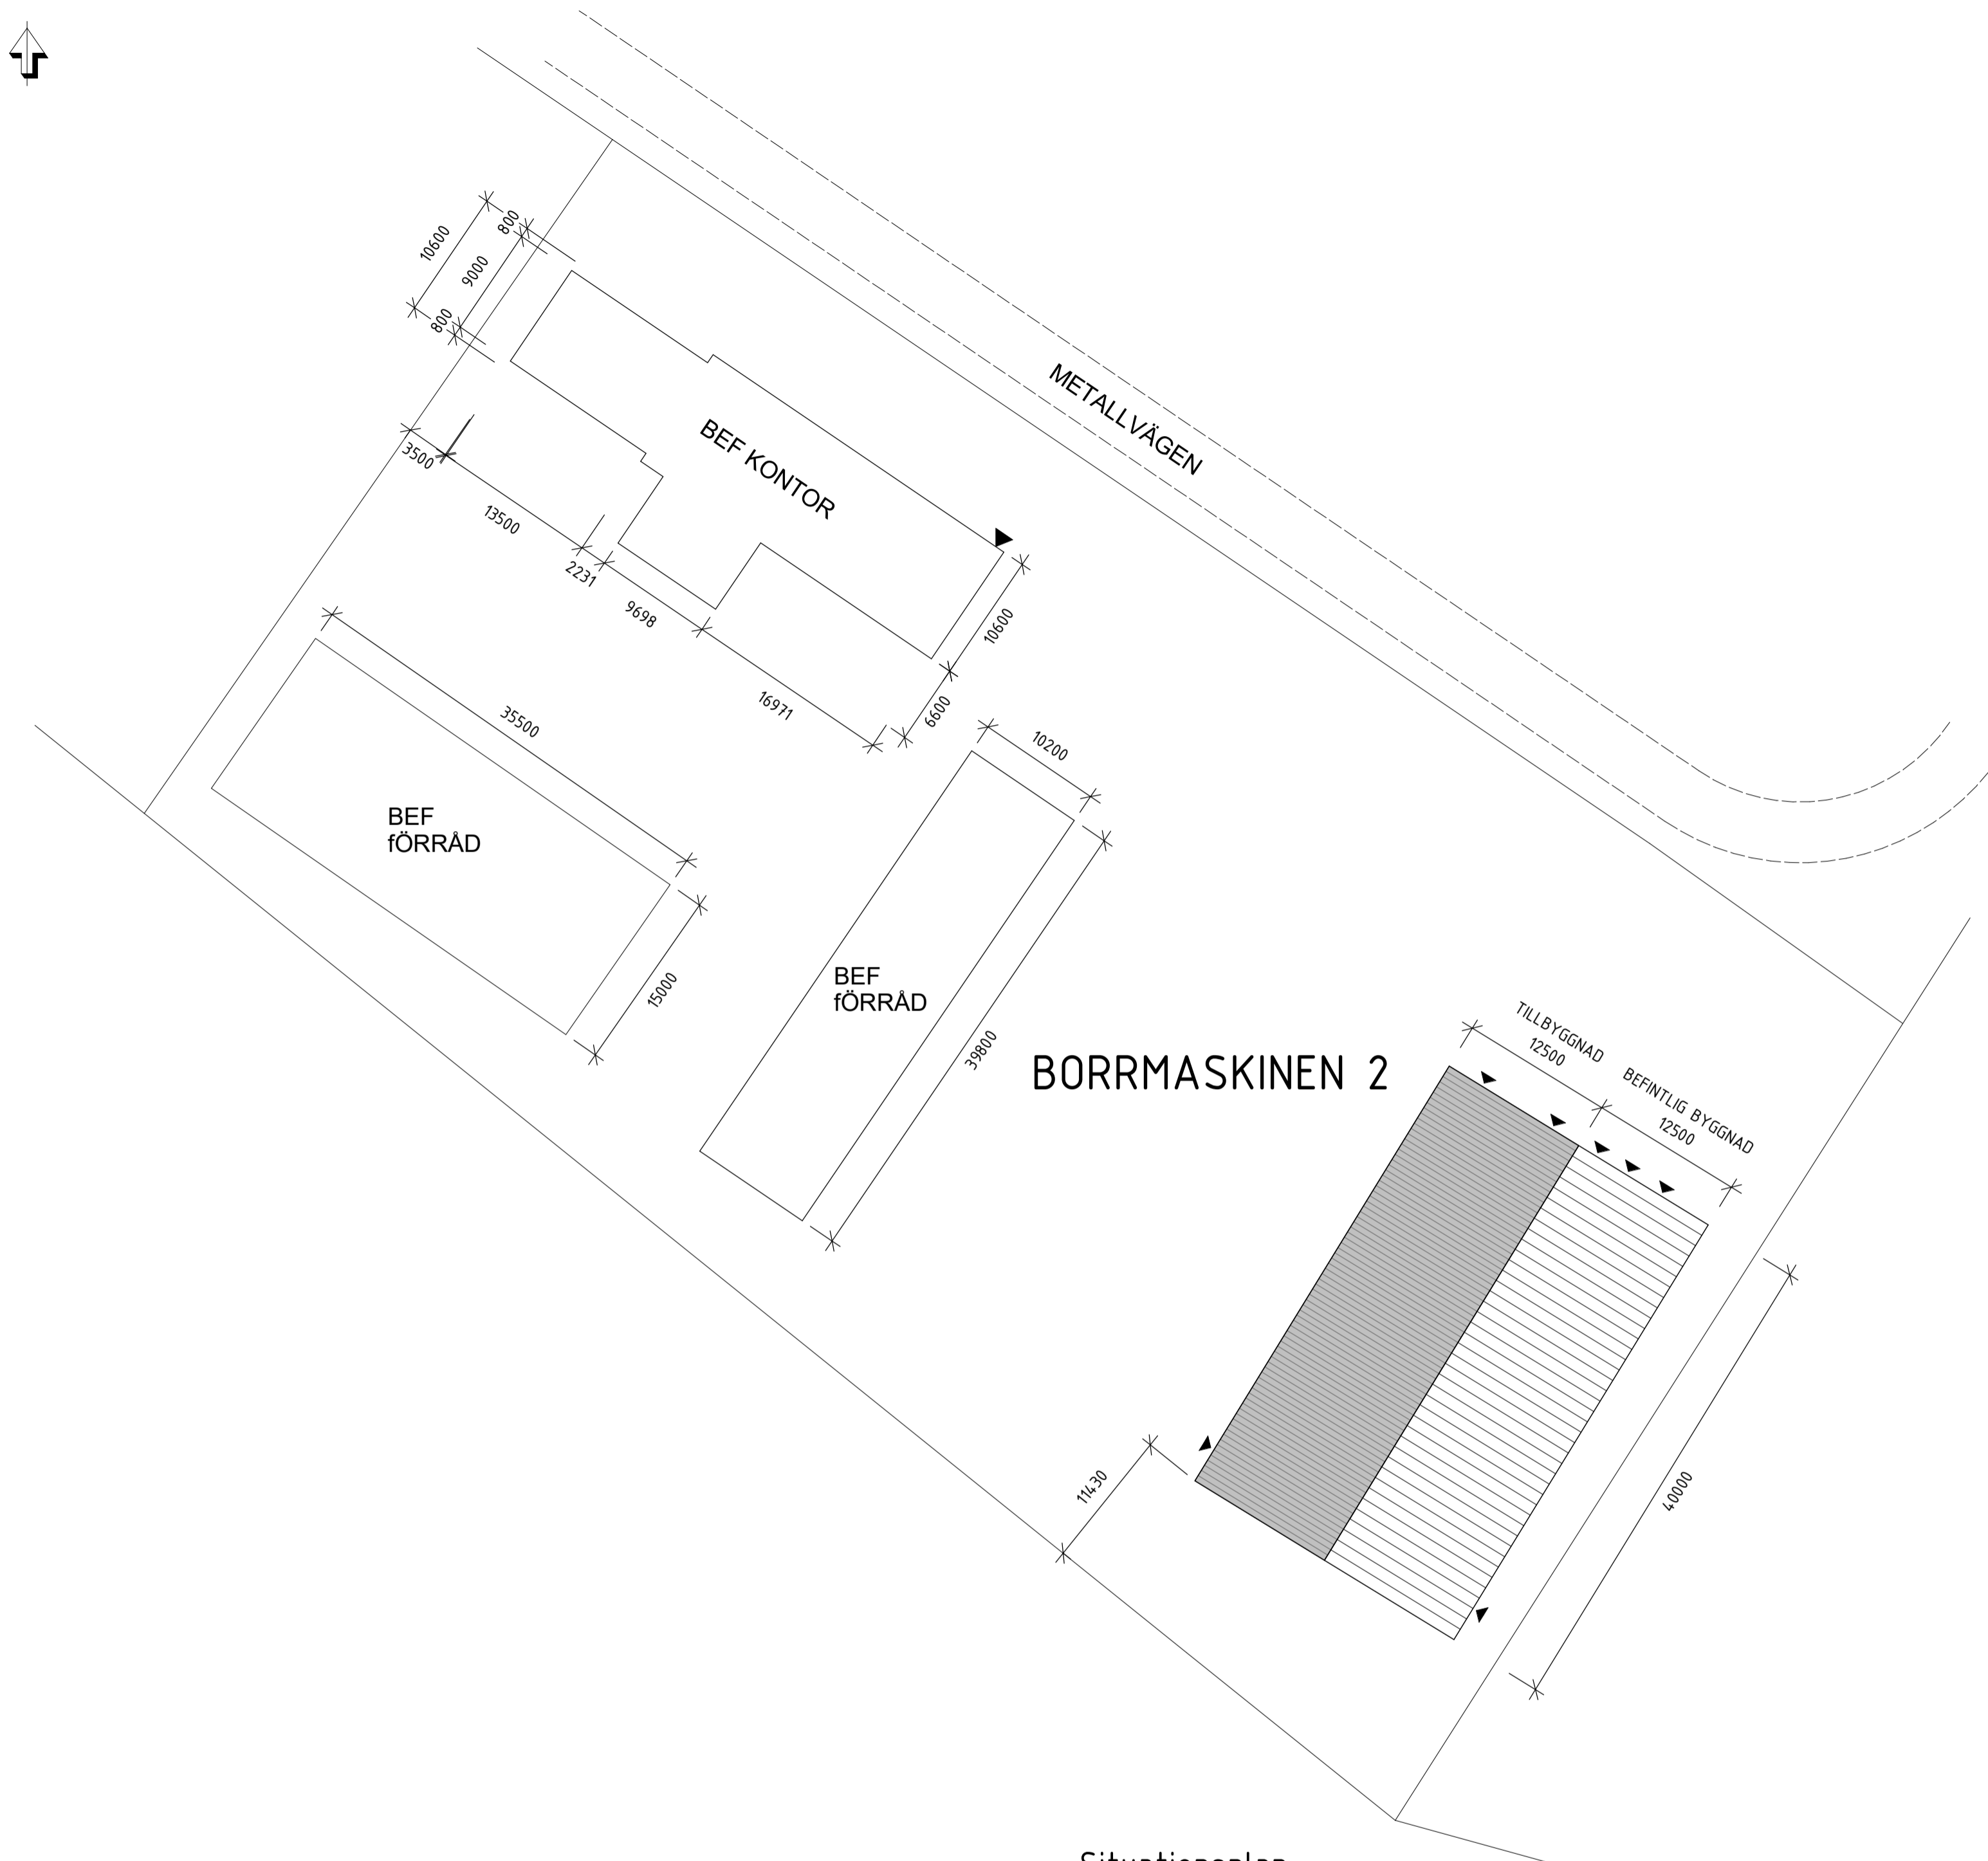 800
10600
9000
800
METALLVÄGEN
BEF KONTOR
3500
13500
2231
9698
16971
10600
6600
35500
10200
BEF
fÖRRÅD
15000
BEF
fÖRRÅD
39800
BORRMASKINEN 2
TILLBYGGNAD
12500
BEFINTLIG BYGGNAD
12500
11430
40000
Situationsplan